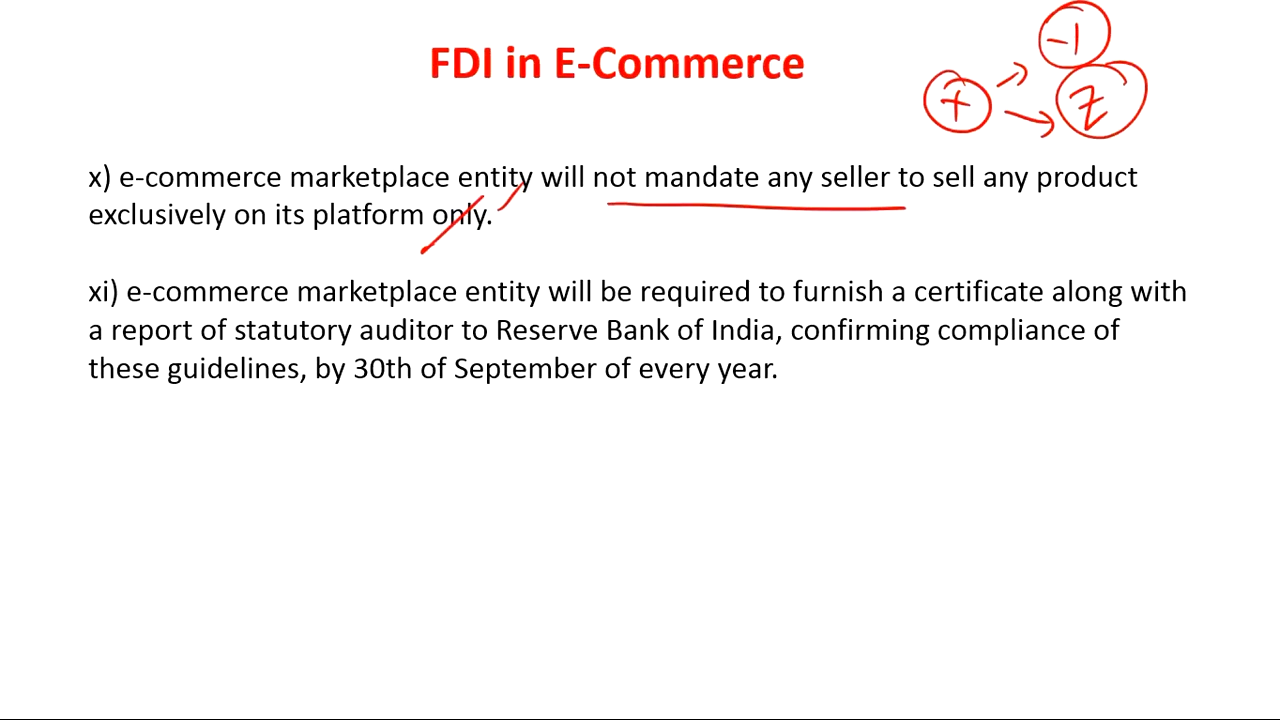 FDI in E-Commerce
x) e-commerce marketplace entity will not mandate any seller to sell any product
exclusively on its platform only.
xi) e-commerce marketplace entity will be required to furnish a certificate along with
a report of statutory auditor to Reserve Bank of India, confirming compliance of
these guidelines, by 30th of September of every year.